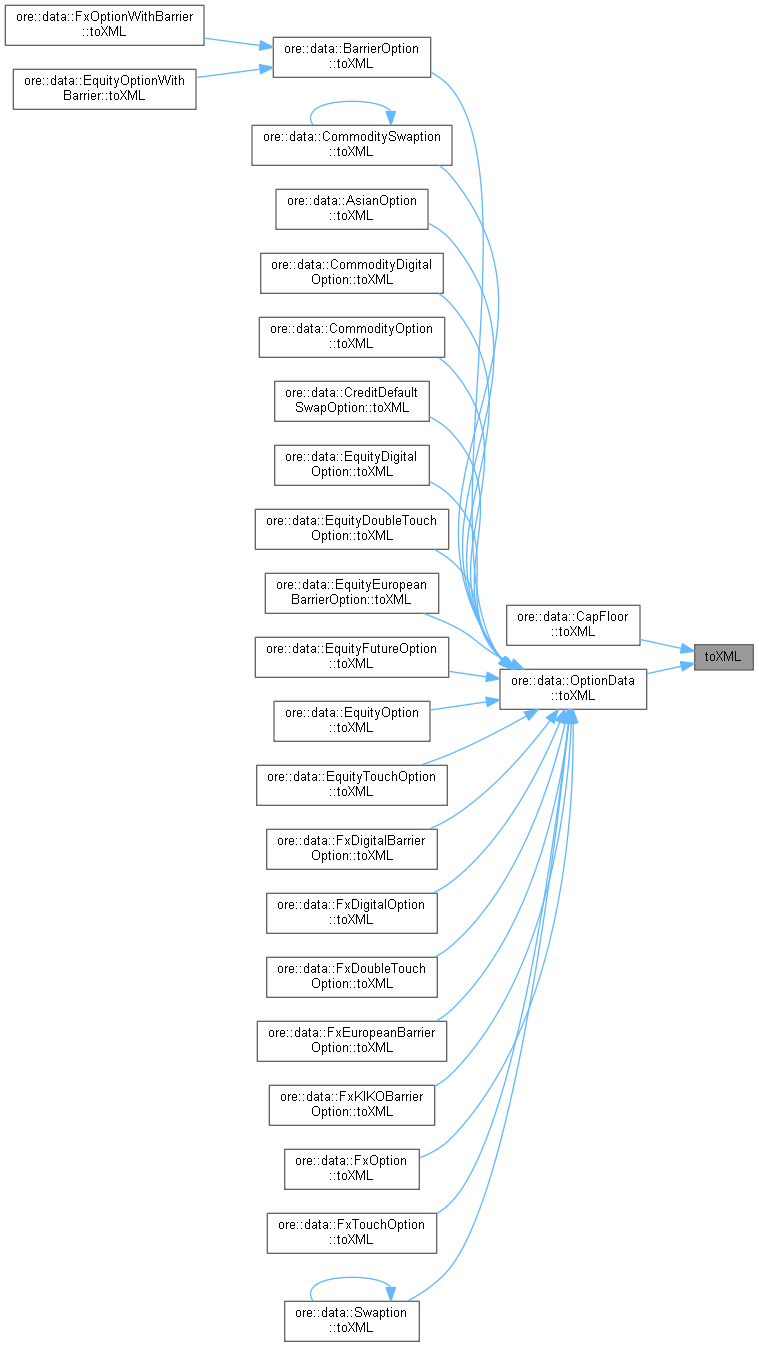 ore::data::FxOptionWithBarrier
::toXML
ore::data::EquityOptionWith
Barrier::toXML
ore::data::BarrierOption
::toXML
ore::data::CommoditySwaption
::toXML
ore::data::AsianOption
::toXML
ore::data::CommodityDigital
Option::toXML
ore::data::CommodityOption
::toXML
ore::data::CreditDefault
SwapOption::toXML
ore::data::EquityDigital
Option::toXML
ore::data::EquityDoubleTouch
Option::toXML
ore::data::EquityEuropean
BarrierOption::toXML
ore::data::EquityFutureOption
::toXML
ore::data::EquityOption
::toXML
ore::data::EquityTouchOption
::toXML
ore::data::FxDigitalBarrier
Option::toXML
ore::data::FxDigitalOption
::toXML
ore::data::FxDoubleTouch
Option::toXML
ore::data::FxEuropeanBarrier
Option::toXML
ore::data::FxKIKOBarrier
Option::toXML
ore::data::FxOption
::toXML
ore::data::FxTouchOption
::toXML
ore::data::Swaption
::toXML
ore::data::CapFloor
::toXML
ore::data::OptionData
::toXML
toXML